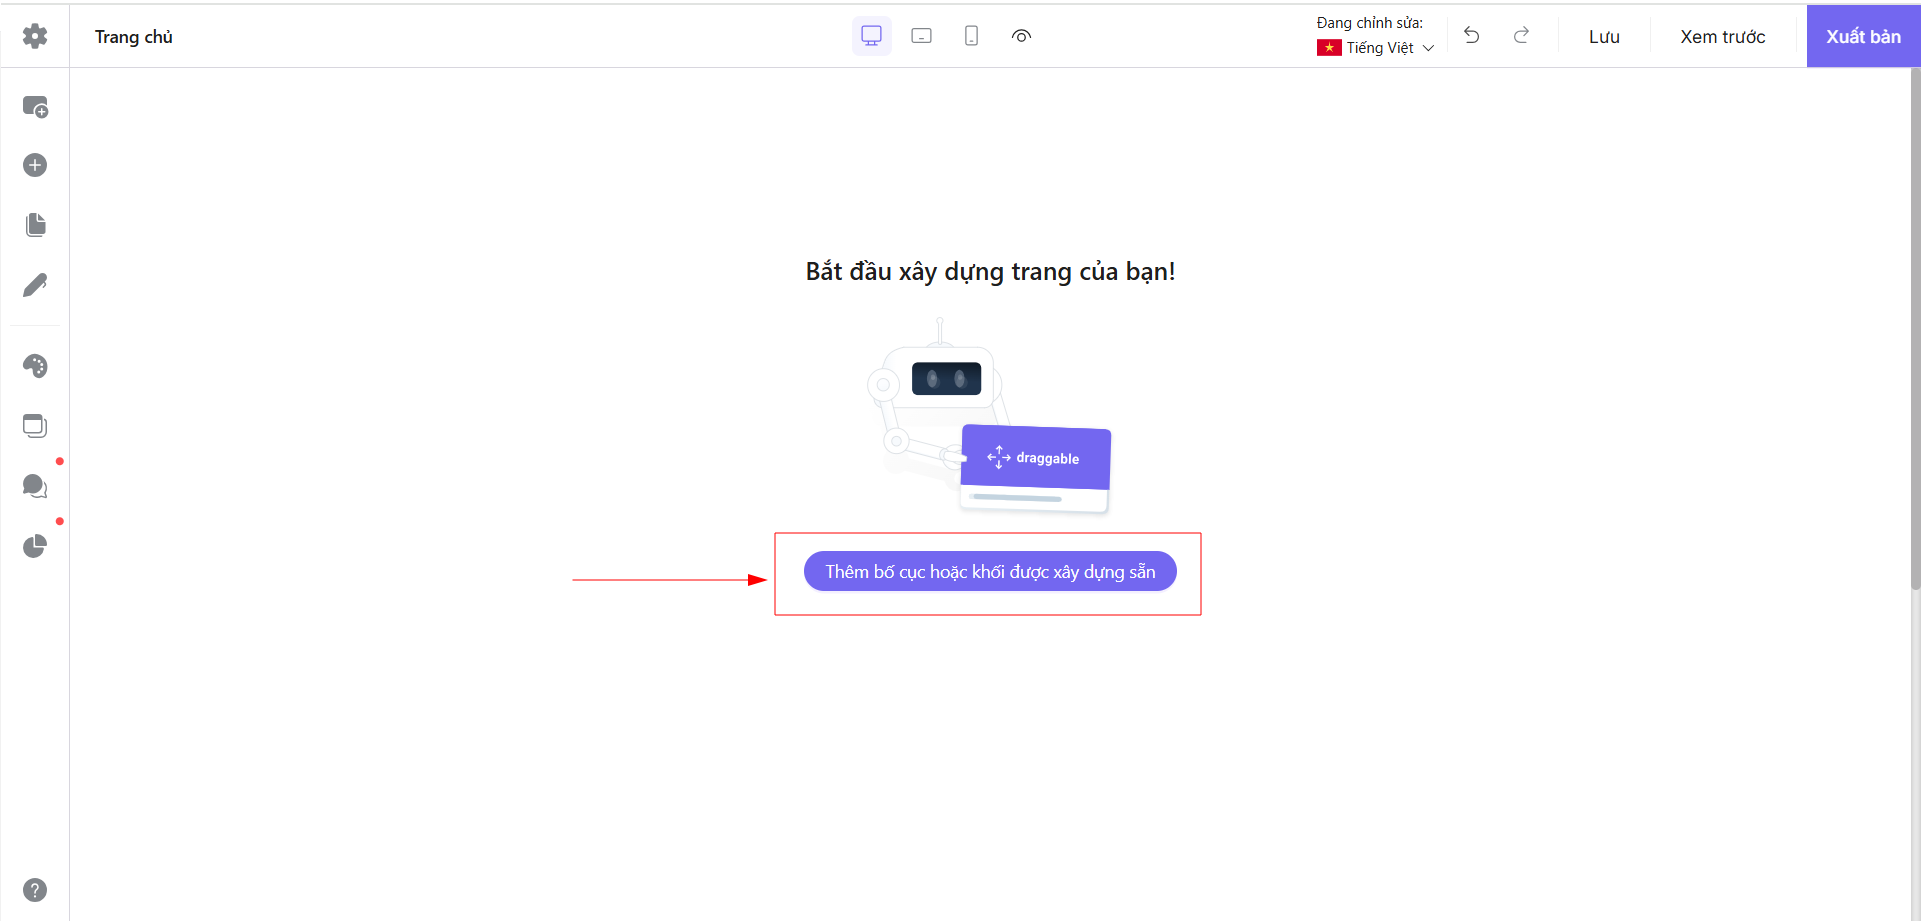 Trang chủ
Đang chỉnh sửa:
Tiếng Việt
Lưu
Xem trước
Xuất bản
Bắt đầu xây dựng trang của bạn!
draggable
Thêm bố cục hoặc khối được xây dựng sẵn
?